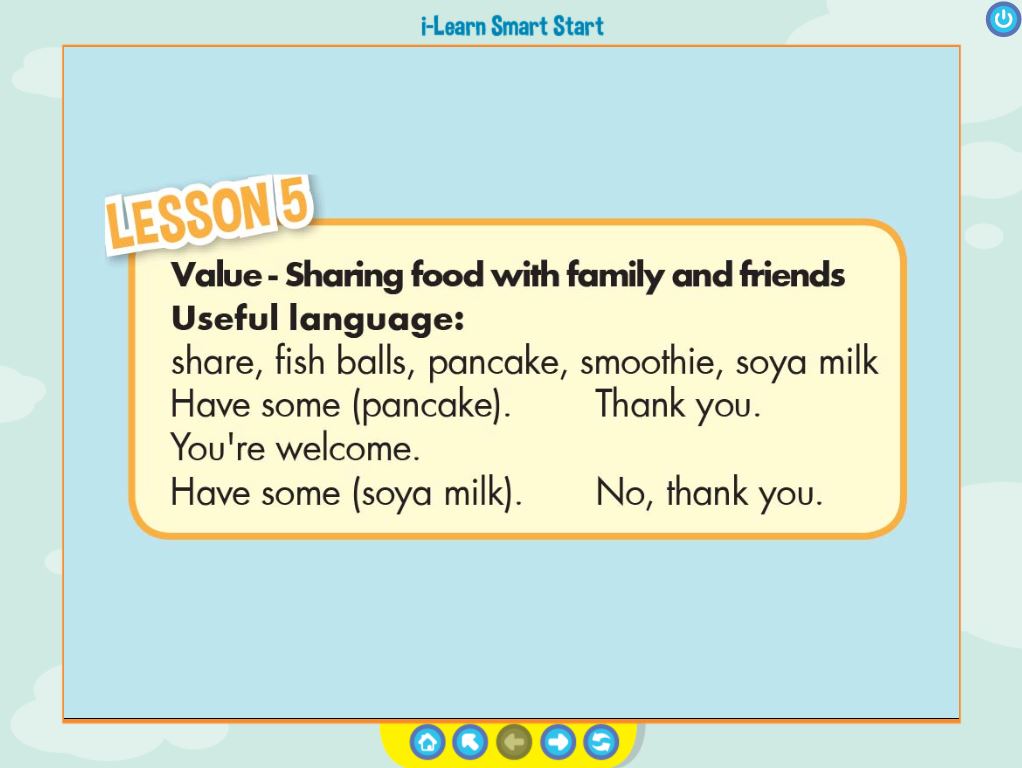 i-Learn Smart Start
LESSON 5
Value - Sharing food with family and friends
Useful language:
share, fish balls, pancake, smoothie, soya milk
Have some (pancake). Thank you.
You're welcome.
Have some (soya milk). No, thank you.